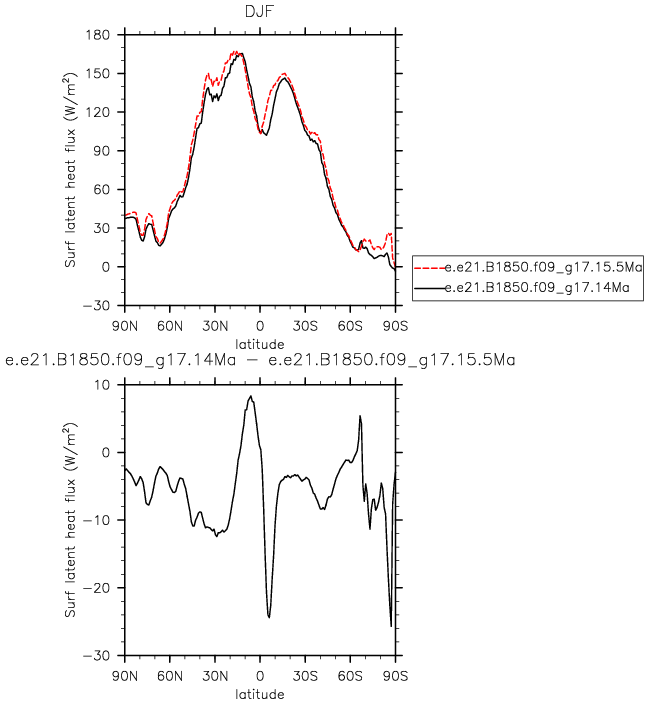 DJF
180
150
120
90
60
30
0
−30
Surf latent heat flux (W/m²)
90N 60N 30N 0 30S 60S 90S
latitude
e.e21.B1850.f09_g17.15.5Ma
e.e21.B1850.f09_g17.14Ma
e.e21.B1850.f09_g17.14Ma − e.e21.B1850.f09_g17.15.5Ma
10
0
−10
−20
−30
Surf latent heat flux (W/m²)
90N 60N 30N 0 30S 60S 90S
latitude